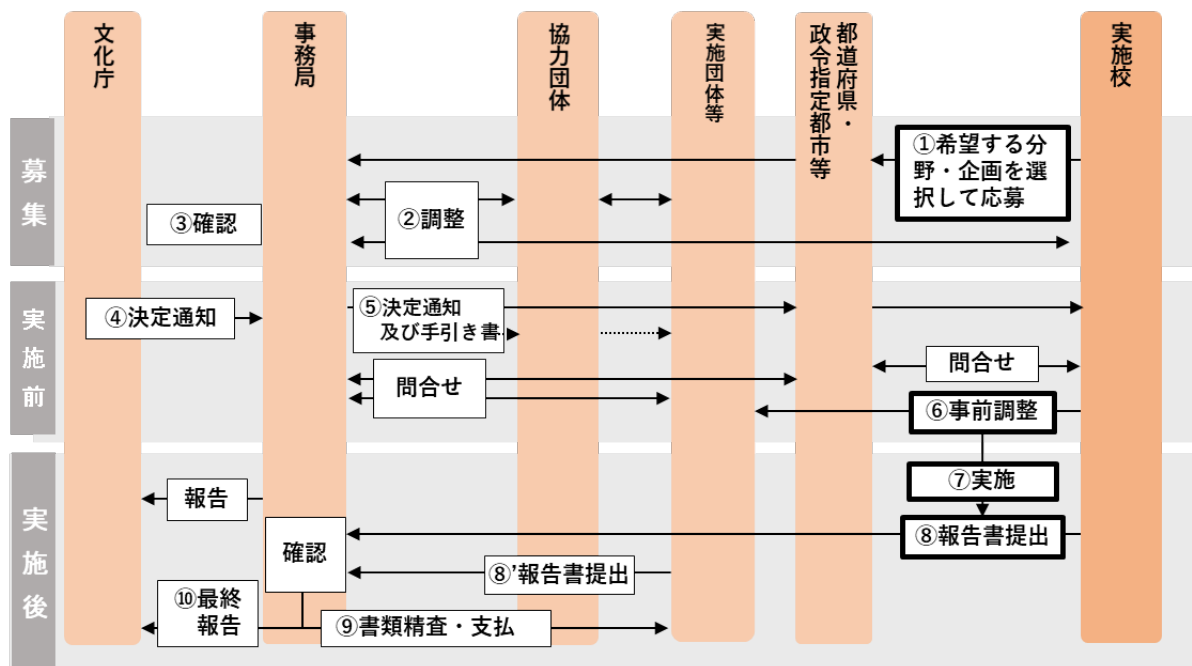 文化庁
事務局
協力団体
実施団体等
都道府県・
政令指定都市等
実施校
募集
①希望する分
野・企画を選
択して応募
②調整
③確認
実施前
④決定通知
⑤決定通知
及び手引き書
問合せ
問合せ
⑥事前調整
実施後
⑦実施
報告
⑧報告書提出
確認
⑧'報告書提出
⑩最終
報告
⑨書類精査・支払